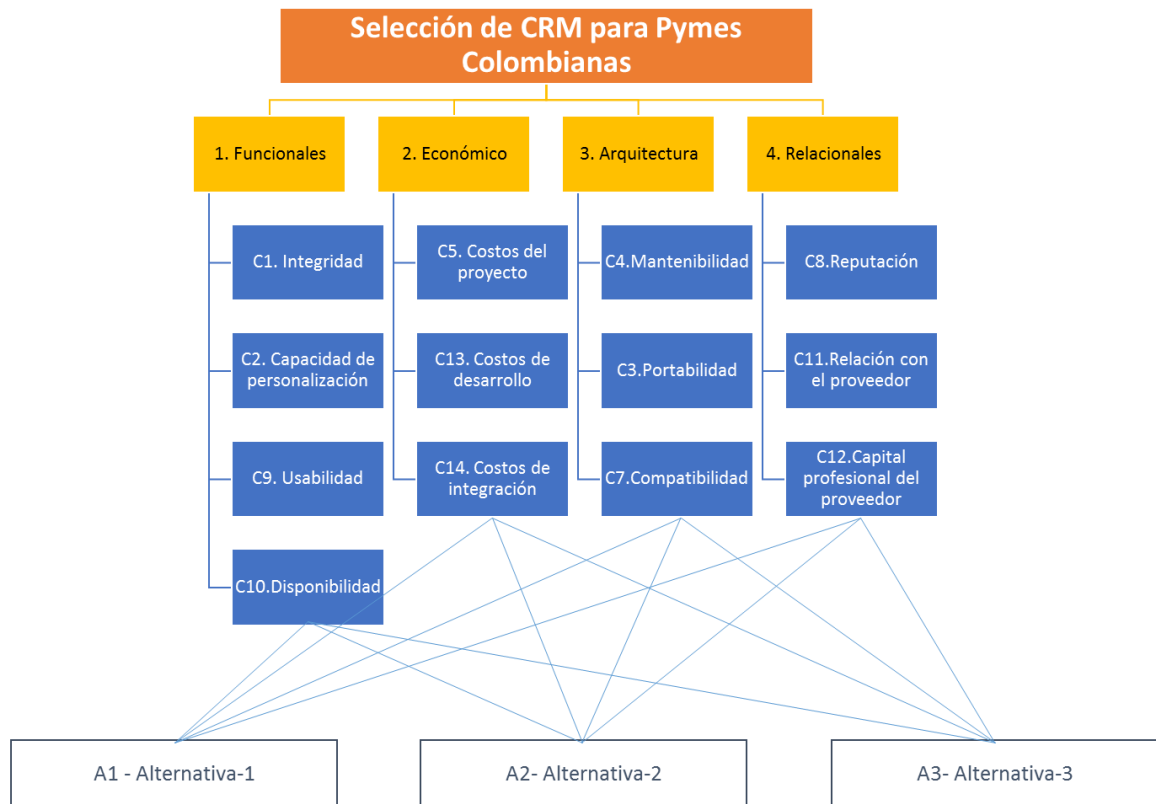 Selección de CRM para Pymes
Colombianas
1. Funcionales
2. Económico
3. Arquitectura
4. Relacionales
C1. Integridad
C5. Costos del
proyecto
C4.Mantenibilidad
C8.Reputación
C2. Capacidad de
personalización
C13. Costos de
desarrollo
C3.Portabilidad
C11.Relación con
el proveedor
C9. Usabilidad
C14. Costos de
integración
C7.Compatibilidad
C12.Capital
profesional del
proveedor
C10.Disponibilidad
A1 - Alternativa-1
A2- Alternativa-2
A3- Alternativa-3